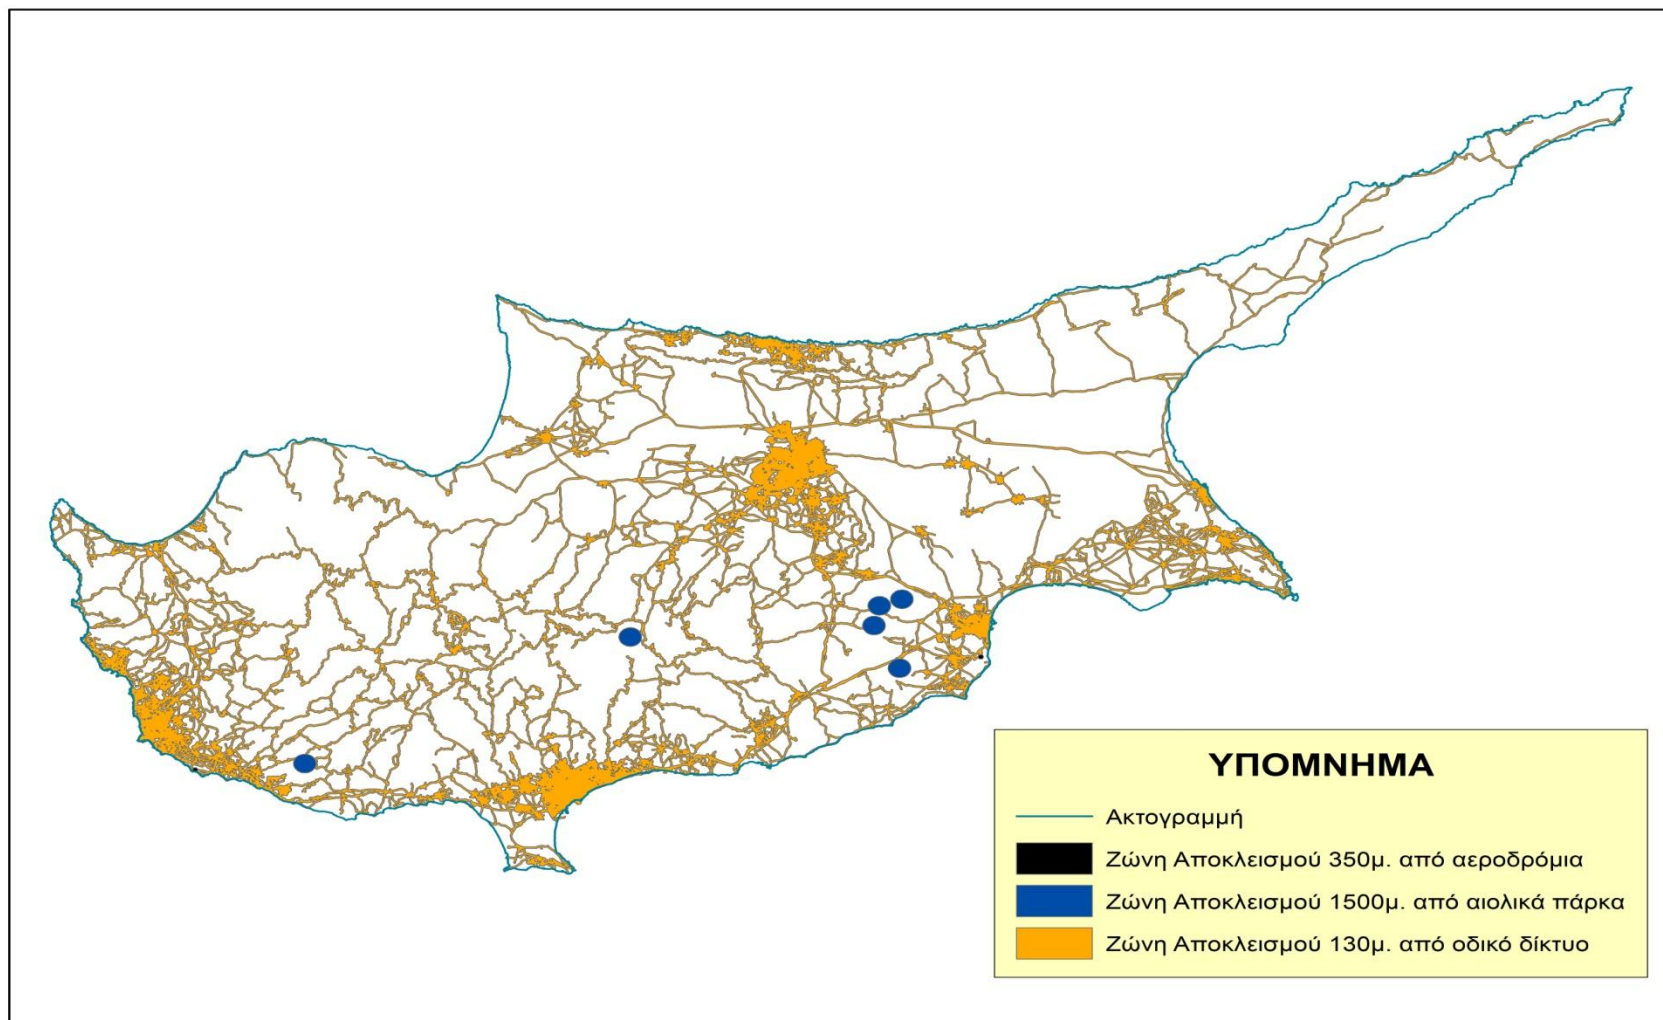 ΥΠΟΜΝΗΜΑ
Ακτογραμμή
Ζώνη Αποκλεισμού 350μ. από αεροδρόμια
Ζώνη Αποκλεισμού 1500μ. από αιολικά πάρκα
Ζώνη Αποκλεισμού 130μ. από οδικό δίκτυο